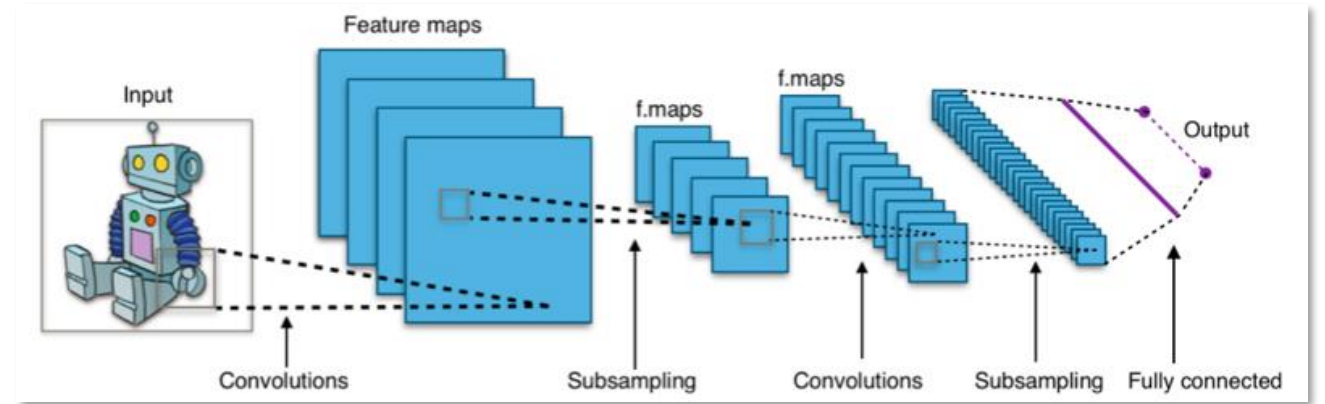 Feature maps
f.maps
Input
f.maps
Output
Convolutions
Subsampling
Convolutions
Subsampling
Fully connected